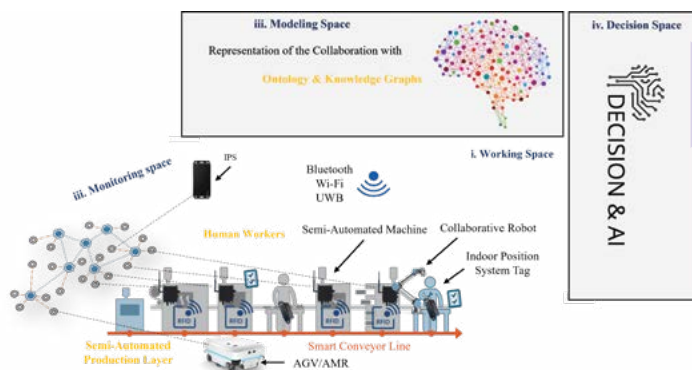 iii. Modeling Space
Representation of the Collaboration with
Ontology & Knowledge Graphs
iv. Decision Space
DECISION & AI
i. Working Space
iii. Monitoring space
IPS
Bluetooth
Wi-Fi
UWB
Human Workers
Semi-Automated Machine
Collaborative Robot
Indoor Position
System Tag
RFID
RFID
RFID
RFID
Semi-Automated
Production Layer
Smart Conveyor Line
AGV/AMR